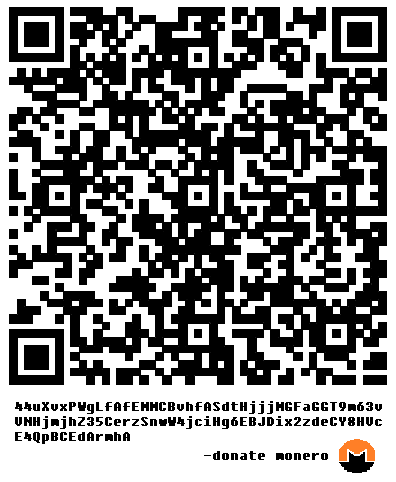 44uXvxPWgLfAfEMMCBvhfASdtHjjjMGFaGGT9m63v
VNHjmjhZ35CerzSnwW4jciHg6EBJDix2zdeCY8HVc
E4QpBCEdArmhA
-donate monero